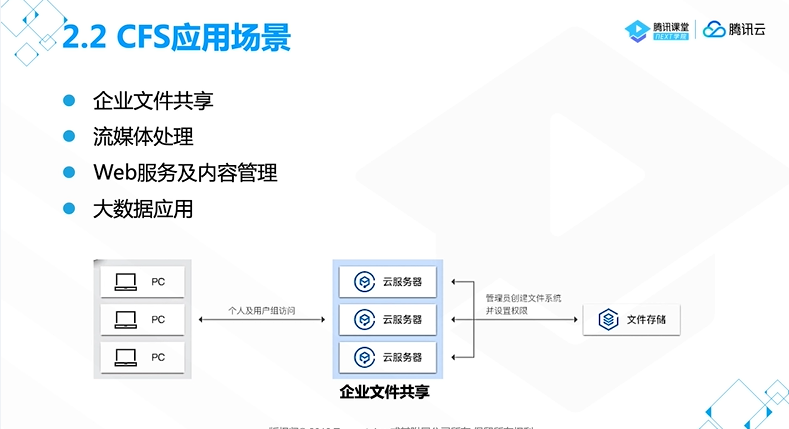 2.2 CFS应用场景
腾讯课堂
NEXT学院
腾讯云
企业文件共享
流媒体处理
Web服务及内容管理
大数据应用
PC
PC
PC
个人及用户组访问
云服务器
云服务器
云服务器
管理员创建文件系统
并设置权限
文件存储
企业文件共享